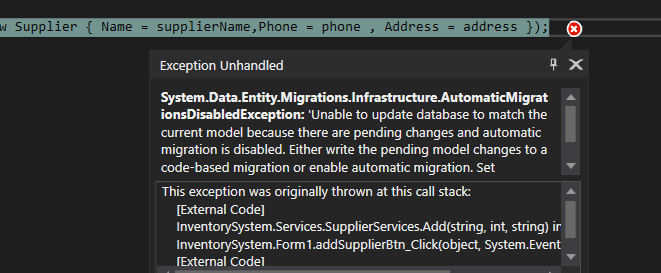 w Supplier { Name = supplierName,Phone = phone , Address = address });
Exception Unhandled
System.Data.Entity.Migrations.Infrastructure.AutomaticMigrat
ionsDisabledException: 'Unable to update database to match the
current model because there are pending changes and automatic
migration is disabled. Either write the pending model changes to a
code-based migration or enable automatic migration. Set
This exception was originally thrown at this call stack:
[External Code]
InventorySystem.Services.SupplierServices.Add(string, int, string) in
InventorySystem.Form1.addSupplierBtn_Click(object, System.Event
[External Code]